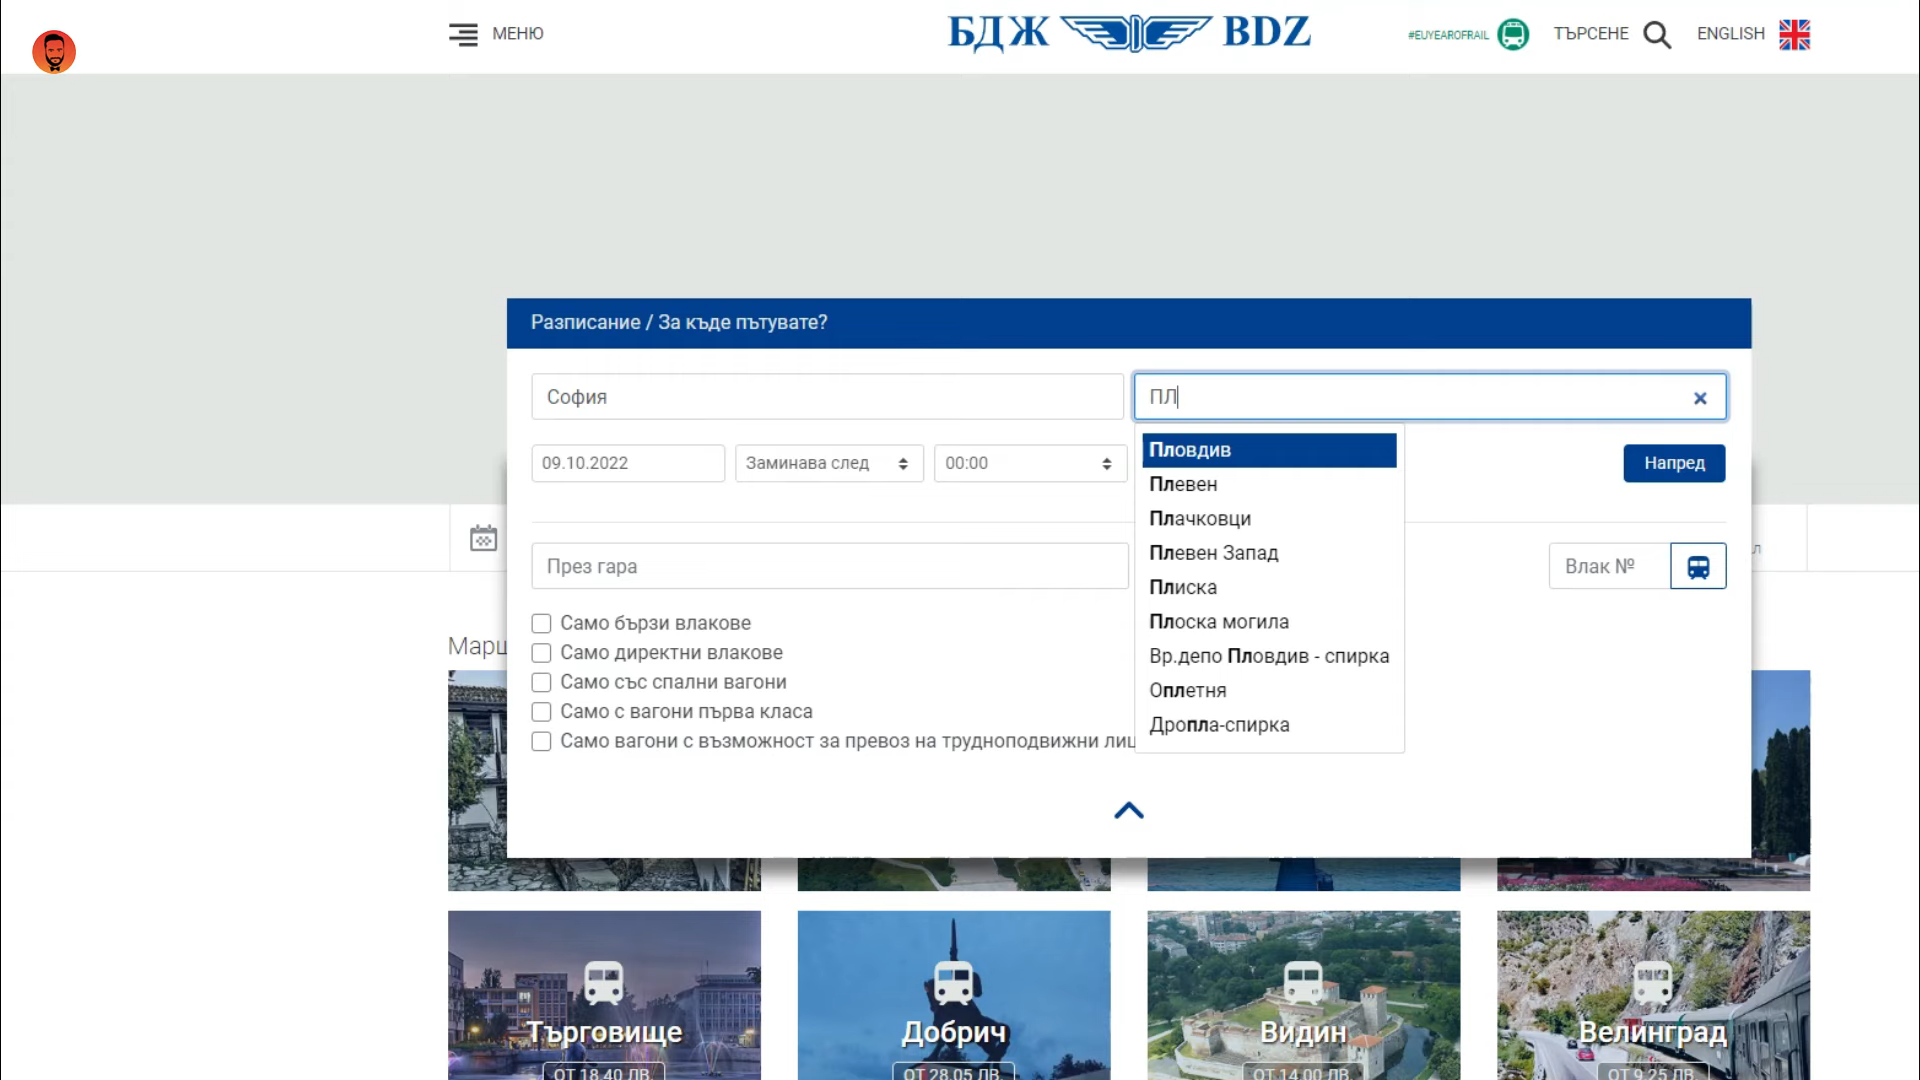 МЕНЮ
БДЖ BDZ
#EUYEAROFRAIL
ТЪРСЕНЕ
ENGLISH
Разписание / За къде пътувате?
София
ПЛ
09.10.2022
Заминава след
00:00
Напред
Пловдив
Плевен
Плачковци
Плевен Запад
Плиска
Плоска могила
Вр.депо Пловдив - спирка
Оплетня
Дропла-спирка
През гара
Влак №
Само бързи влакове
Само директни влакове
Само със спални вагони
Само с вагони първа класа
Само вагони с възможност за превоз на трудноподвижни
Търговище
ОТ 18.40 ЛВ.
Добрич
ОТ 28.05 ЛВ.
Видин
ОТ 14.00 ЛВ.
Велинград
ОТ 9.25 ЛВ.